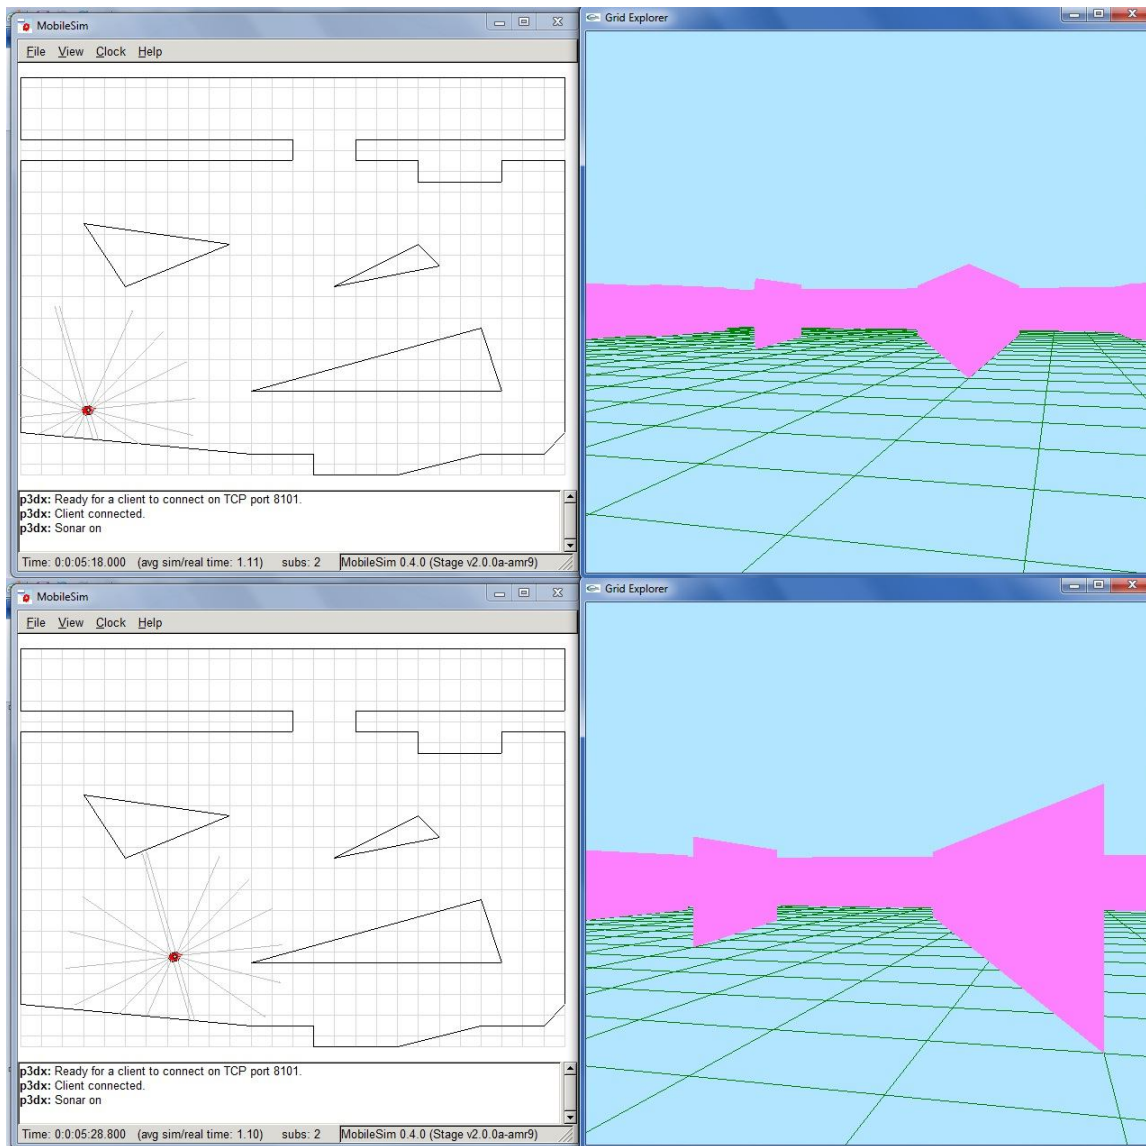 MobileSim
File View Clock Help
p3dx: Ready for a client to connect on TCP port 8101.
p3dx: Client connected.
p3dx: Sonar on
Time: 0:0:05:18.000 (avg sim/real time: 1.11) subs: 2 MobileSim 0.4.0 (Stage v2.0.0a-amr9)
Grid Explorer
MobileSim
File View Clock Help
p3dx: Ready for a client to connect on TCP port 8101.
p3dx: Client connected.
p3dx: Sonar on
Time: 0:0:05:28.800 (avg sim/real time: 1.10) subs: 2 MobileSim 0.4.0 (Stage v2.0.0a-amr9)
Grid Explorer